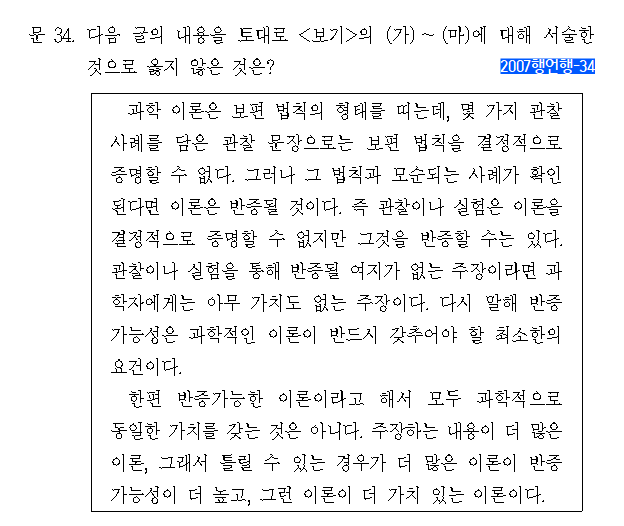 문 34. 다음 글의 내용을 토대로 <보기>의 (가)~(마)에 대해 서술한
것으로 옳지 않은 것은?
2007행언행-34
과학 이론은 보편 법칙의 형태를 띠는데, 몇 가지 관찰
사례를 담은 관찰 문장으로는 보편 법칙을 결정적으로
증명할 수 없다. 그러나 그 법칙과 모순되는 사례가 확인
된다면 이론은 반증될 것이다. 즉 관찰이나 실험은 이론을
결정적으로 증명할 수 없지만 그것을 반증할 수는 있다.
관찰이나 실험을 통해 반증될 여지가 없는 주장이라면 과
학자에게는 아무 가치도 없는 주장이다. 다시 말해 반증
가능성은 과학적인 이론이 반드시 갖추어야 할 최소한의
요건이다.
한편 반증가능한 이론이라고 해서 모두 과학적으로
동일한 가치를 갖는 것은 아니다. 주장하는 내용이 더 많은
이론, 그래서 틀릴 수 있는 경우가 더 많은 이론이 반증
가능성이 더 높고, 그런 이론이 더 가치 있는 이론이다.